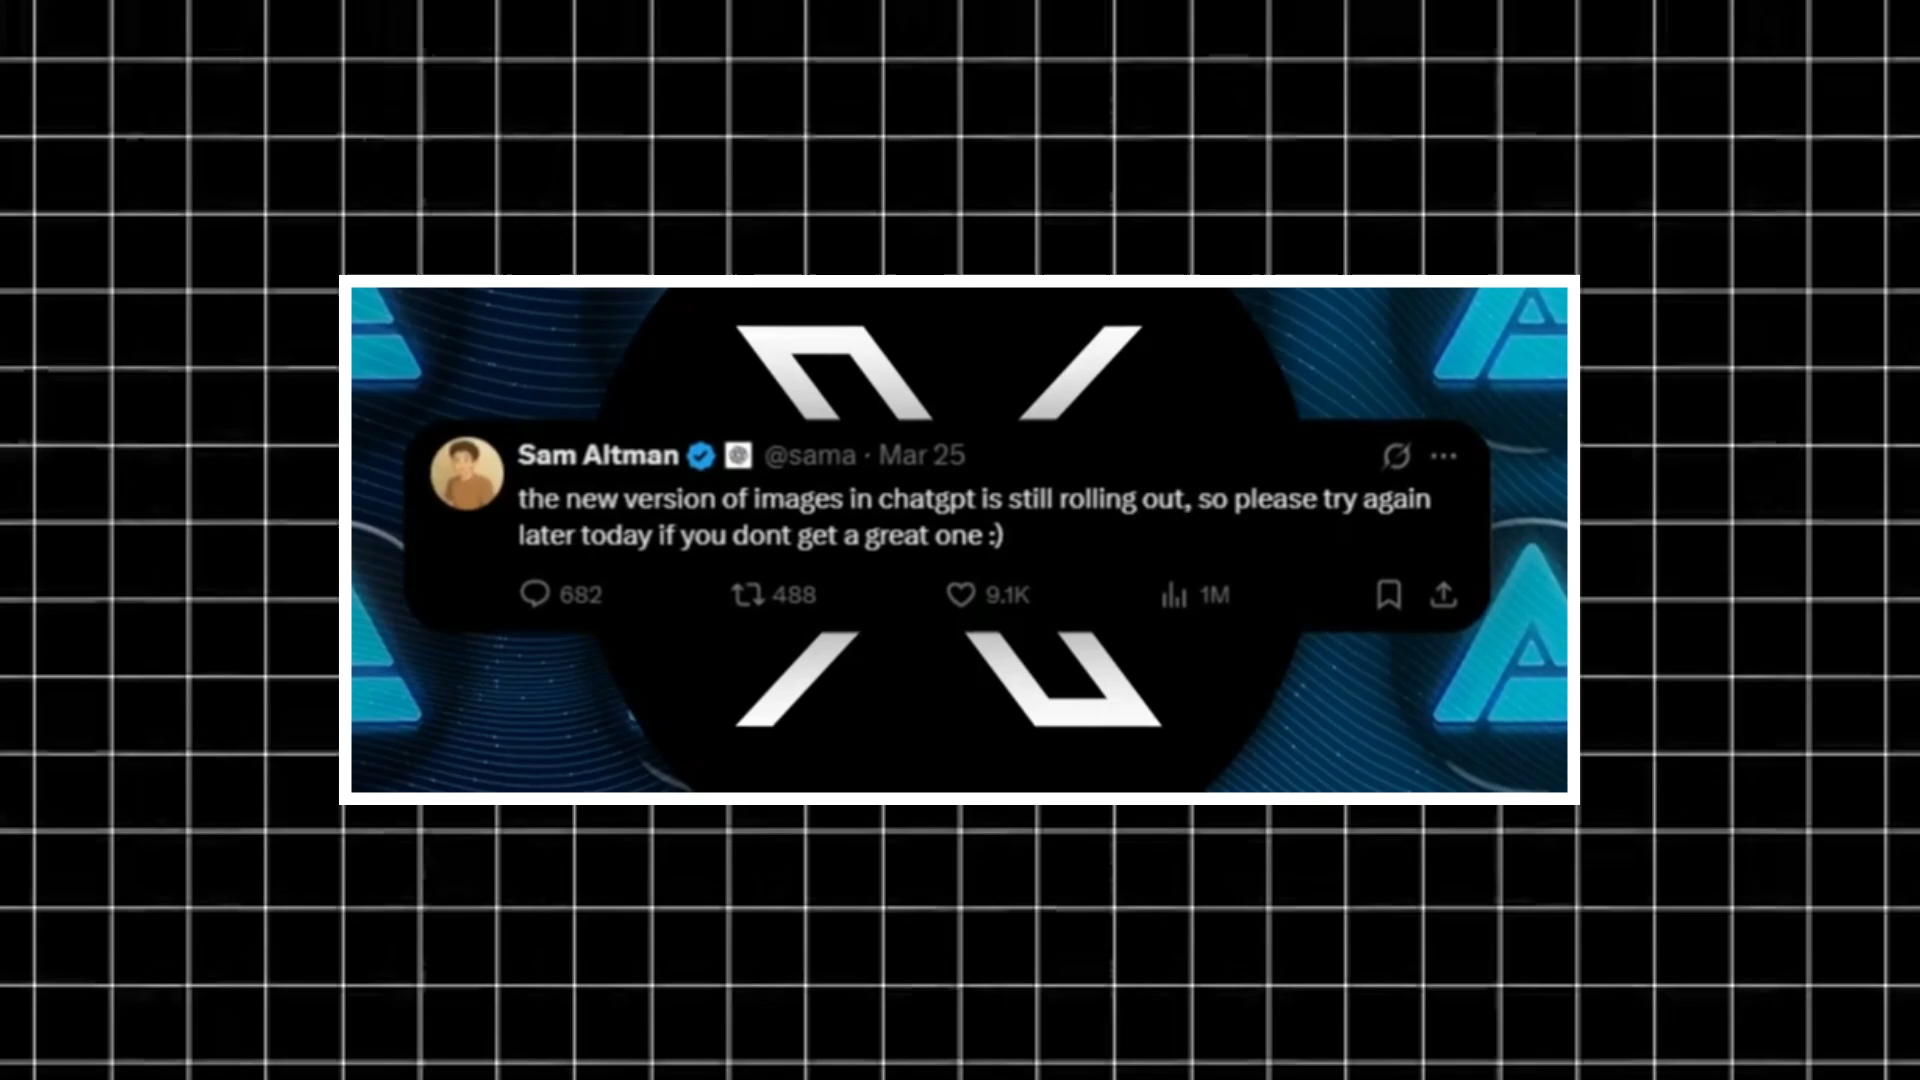 Sam Altman @sama · Mar 25
the new version of images in chatgpt is still rolling out, so please try again
later today if you dont get a great one :)
682 488 9.1K 1M